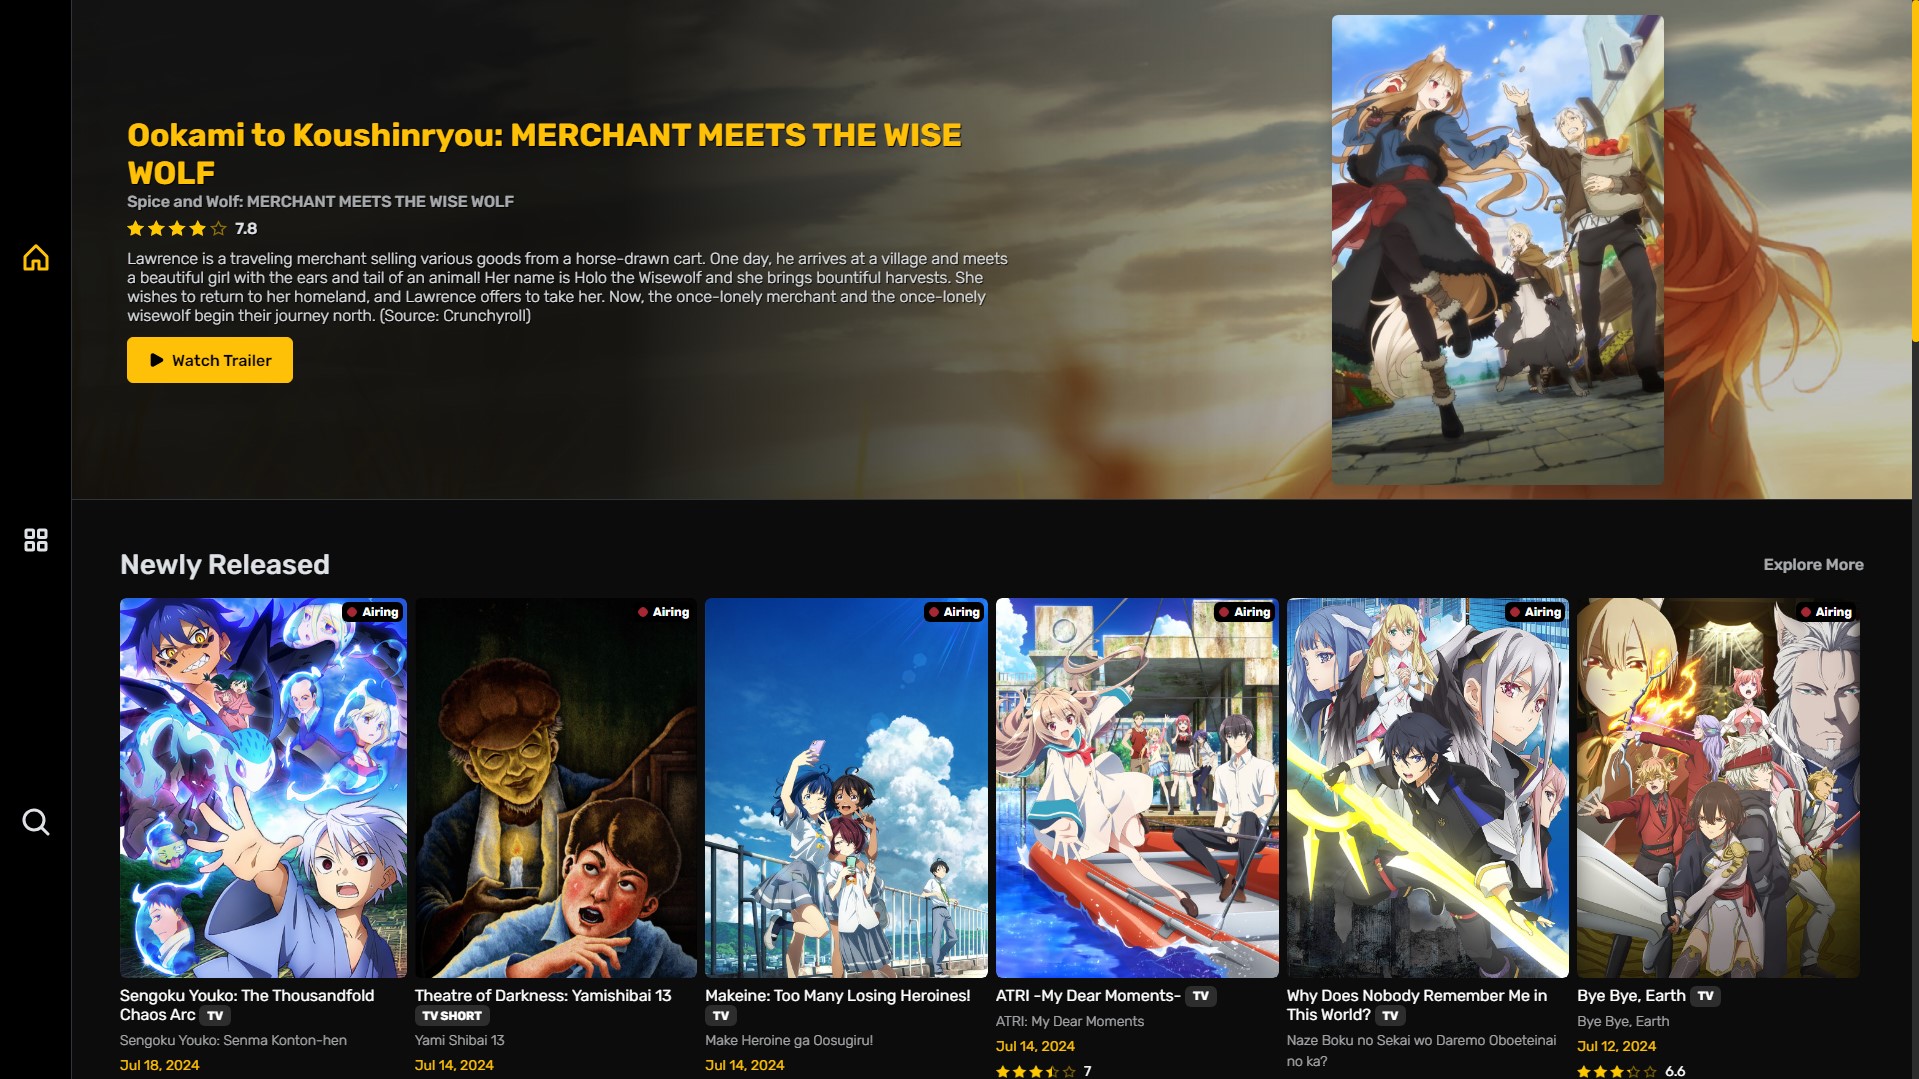 Ookami to Koushinryou: MERCHANT MEETS THE WISE
WOLF
Spice and Wolf: MERCHANT MEETS THE WISE WOLF
7.8
Lawrence is a traveling merchant selling various goods from a horse-drawn cart. One day, he arrives at a village and meets
a beautiful girl with the ears and tail of an animal! Her name is Holo the Wisewolf and she brings bountiful harvests. She
wishes to return to her homeland, and Lawrence offers to take her. Now, the once-lonely merchant and the once-lonely
wisewolf begin their journey north. (Source: Crunchyroll)
Watch Trailer
Newly Released
Explore More
Airing
Airing
Airing
Airing
Airing
Airing
Sengoku Youko: The Thousandfold
Chaos Arc TV
Sengoku Youko: Senma Konton-hen
Jul 18, 2024
Theatre of Darkness: Yamishibai 13
TV SHORT
Yami Shibai 13
Jul 14, 2024
Makeine: Too Many Losing Heroines!
TV
Make Heroine ga Oosugiru!
Jul 14, 2024
ATRI -My Dear Moments- TV
ATRI: My Dear Moments
Jul 14, 2024
7
Why Does Nobody Remember Me in
This World? TV
Naze Boku no Sekai wo Daremo Oboeteinai
no ka?
Bye Bye, Earth TV
Bye Bye, Earth
Jul 12, 2024
6.6